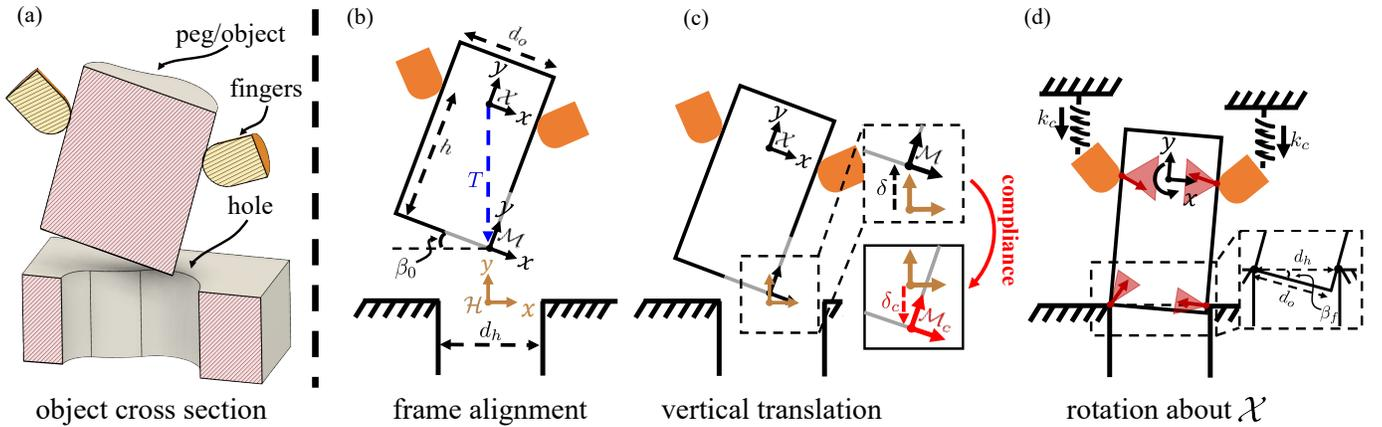 (a)
peg/object
fingers
hole
object cross section
(b)
d_o
y
𝒳
x
h
T
y
ℳ
x
β_0
y
ℋ
x
d_h
frame alignment
(c)
y
𝒳
x
ℳ
δ
compliance
δ_c
ℳ_c
vertical translation
(d)
k_c
k_c
y
x
d_h
d_o
β_f
rotation about 𝒳